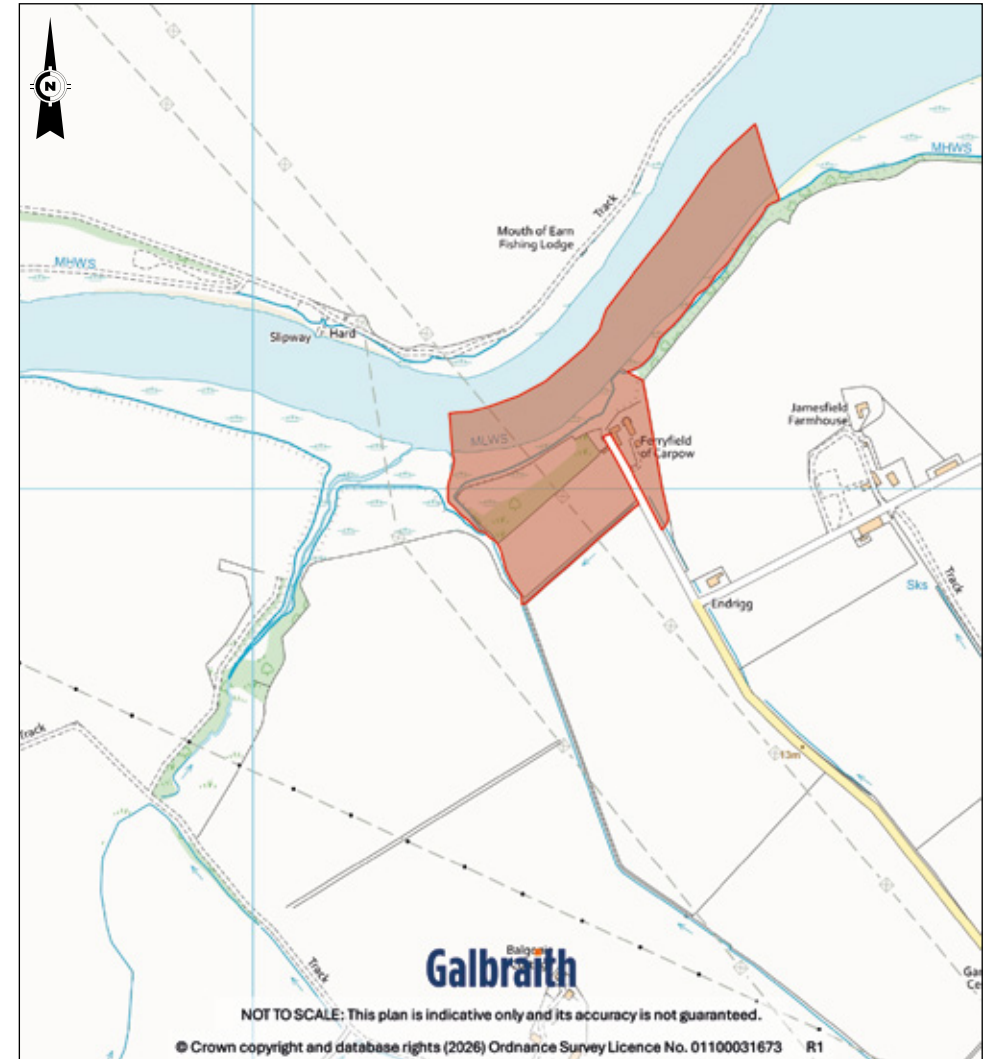 N
MHWS
Mouth of Earn
Fishing Lodge
Track
MHWS
Slipway
Hard
MLWS
Ferryfield
of Carpow
Jamesfield
Farmhouse
Track
Sks
Endrigg
Track
13m
Track
Galbraith
NOT TO SCALE: This plan is indicative only and its accuracy is not guaranteed.
© Crown copyright and database rights (2026) Ordnance Survey Licence No. 01100031673 R1